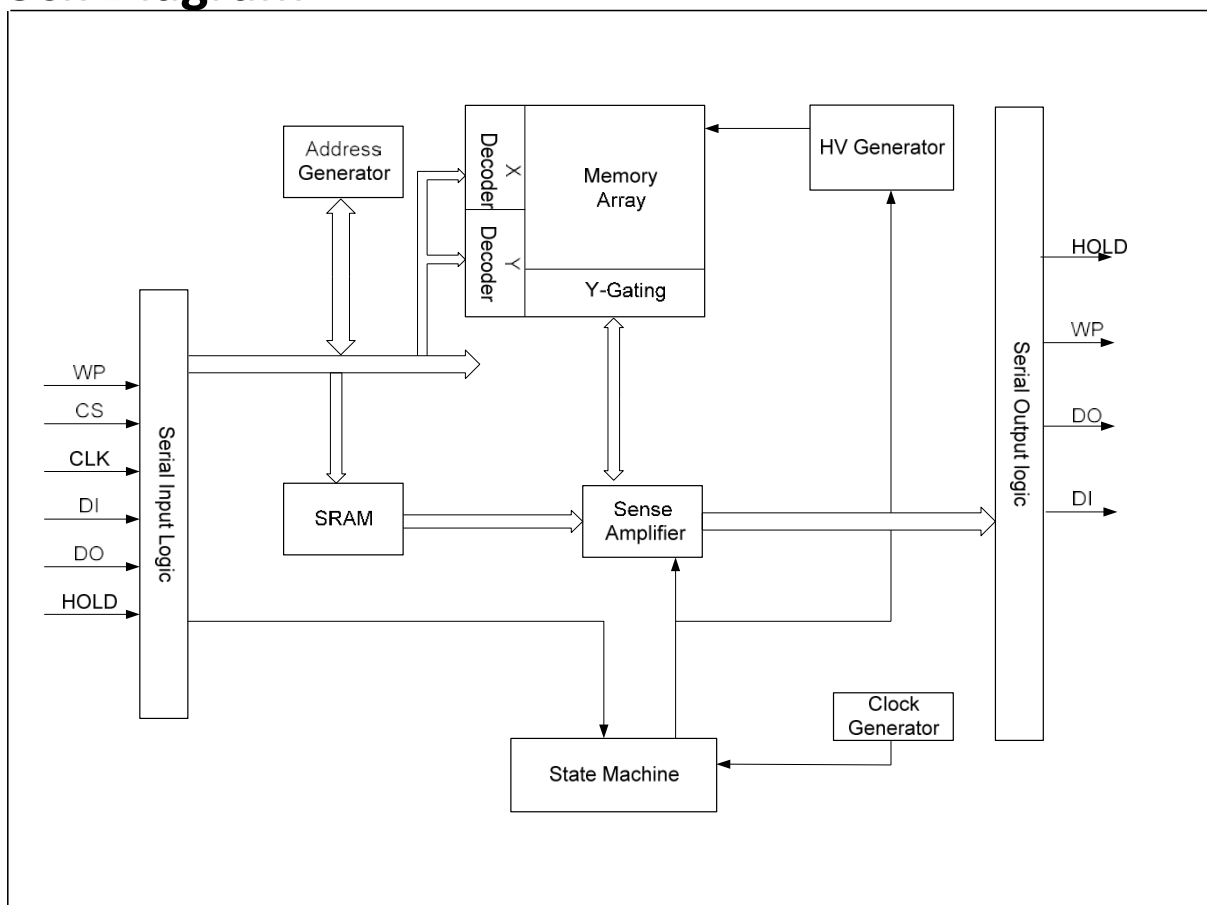 Address
Generator
X
Decoder
Y
Decoder
Memory
Array
Y-Gating
HV Generator
HOLD
WP
DO
DI
Serial Output logic
WP
CS
CLK
DI
DO
HOLD
Serial Input Logic
SRAM
Sense
Amplifier
Clock
Generator
State Machine